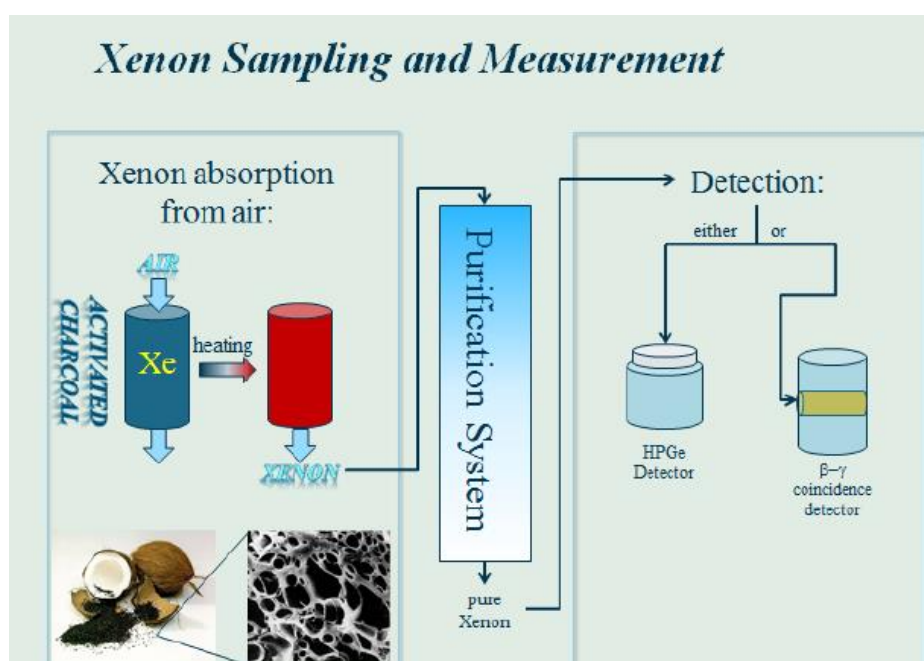 Xenon Sampling and Measurement
Xenon absorption
from air:
AIR
ACTIVATED
CHARCOAL
Xe
heating
XENON
Purification System
pure
Xenon
Detection:
either or
HPGe
Detector
β–γ
coincidence
detector